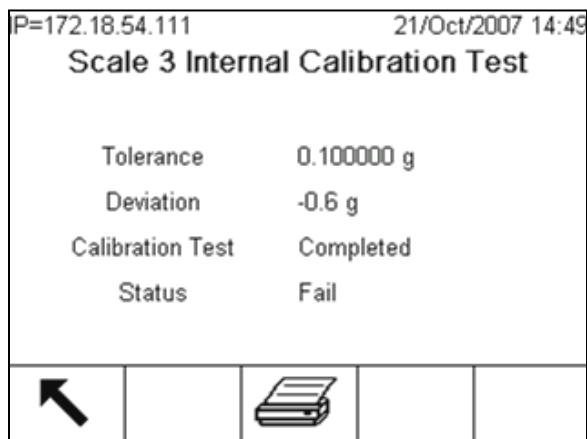 IP=172.18.54.111 21/Oct/2007 14:49
Scale 3 Internal Calibration Test
Tolerance 0.100000 g
Deviation -0.6 g
Calibration Test Completed
Status Fail